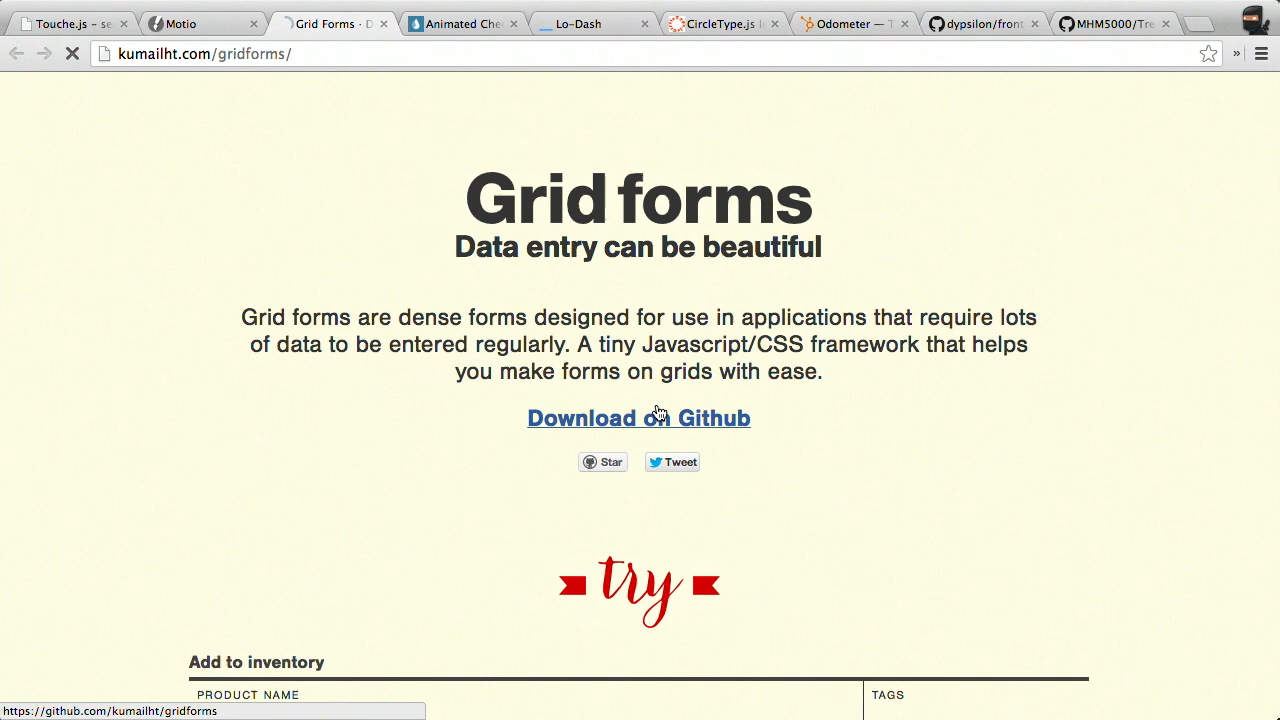 Touche.js – se
Motio
Grid Forms · D
Animated Che
Lo-Dash
CircleType.js
Odometer — T
dypsilon/front
MHM5000/Tre
kumailht.com/gridforms/
»
Grid forms
Data entry can be beautiful
Grid forms are dense forms designed for use in applications that require lots
of data to be entered regularly. A tiny Javascript/CSS framework that helps
you make forms on grids with ease.
Download on Github
Star
Tweet
try
Add to inventory
PRODUCT NAME
TAGS
https://github.com/kumailht/gridforms